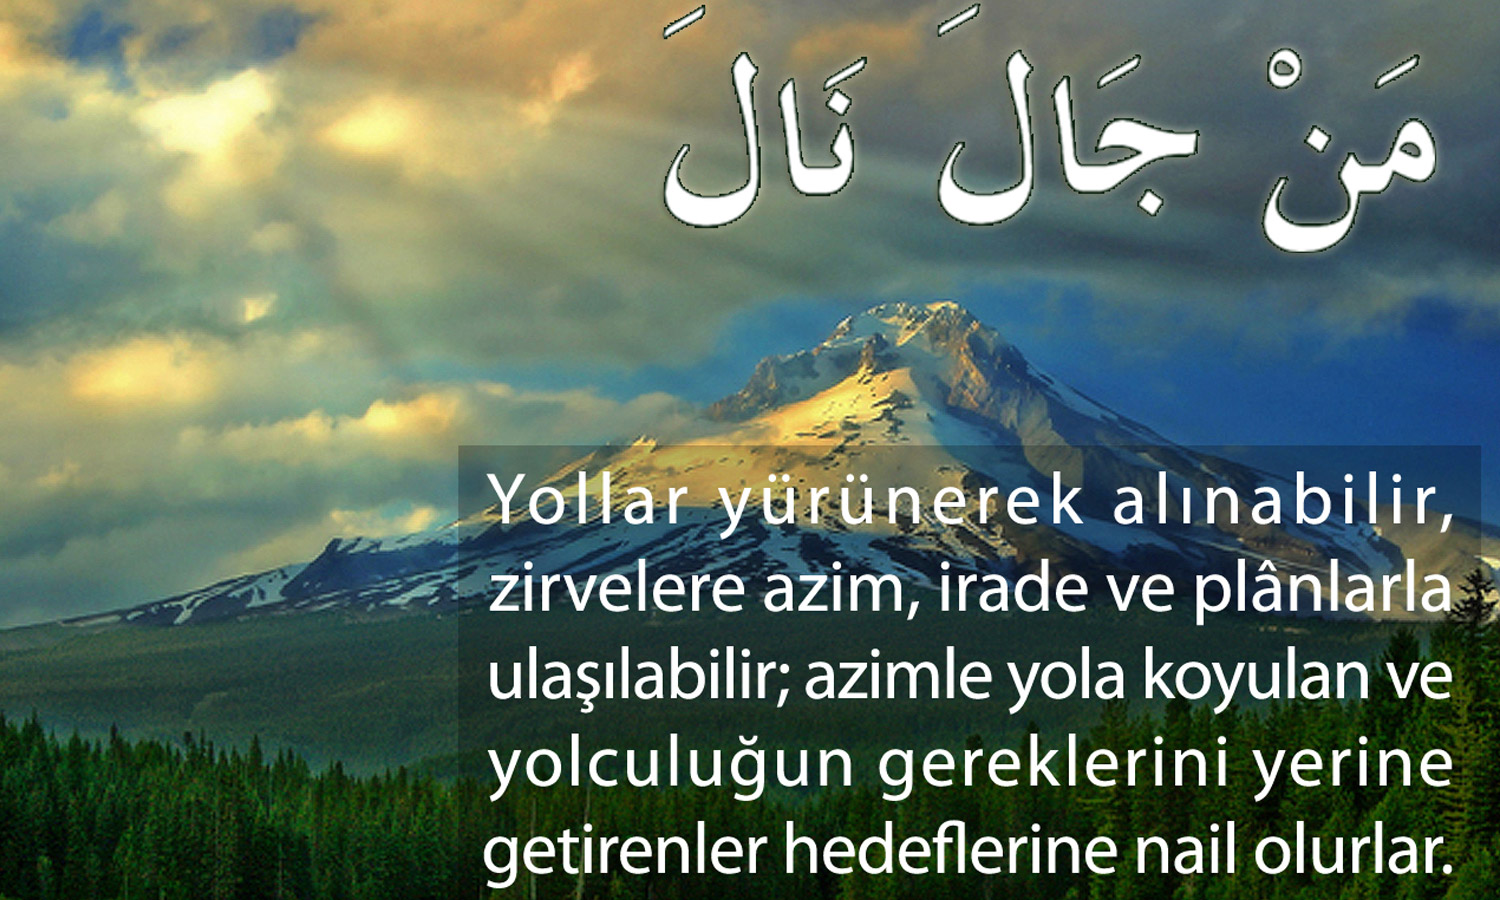 مَنْ جَالَ نَالَ
Yollar yürünerek alınabilir,
zirvelere azim, irade ve plânlarla
ulaşılabilir; azimle yola koyulan ve
yolculuğun gereklerini yerine
getirenler hedeflerine nail olurlar.